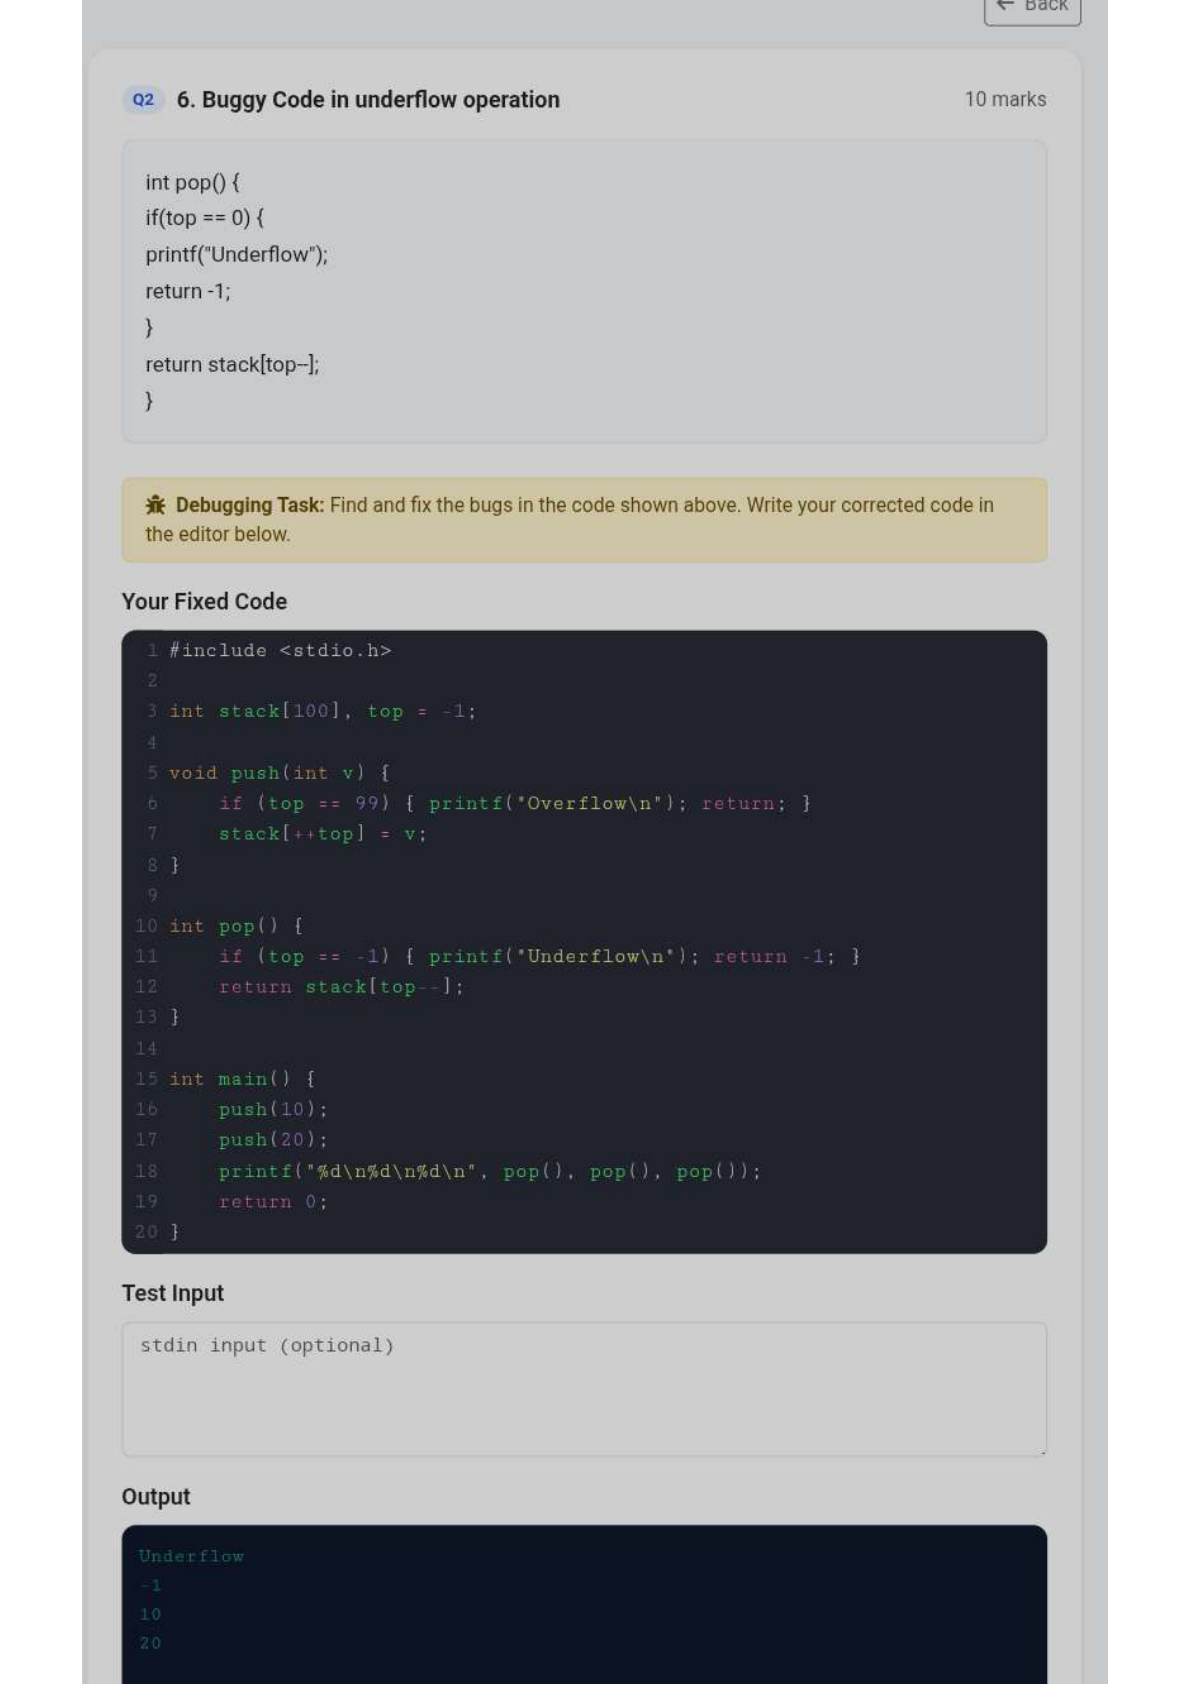 ← Back
Q2 6. Buggy Code in underflow operation 10 marks
int pop() {
if(top == 0) {
printf("Underflow");
return -1;
}
return stack[top--];
}
Debugging Task: Find and fix the bugs in the code shown above. Write your corrected code in
the editor below.
Your Fixed Code
1 #include <stdio.h>
2
3 int stack[100], top = -1;
4
5 void push(int v) {
6     if (top == 99) { printf("Overflow\n"); return; }
7     stack[++top] = v;
8 }
9
10 int pop() {
11     if (top == -1) { printf("Underflow\n"); return -1; }
12     return stack[top--];
13 }
14
15 int main() {
16     push(10);
17     push(20);
18     printf("%d\n%d\n%d\n", pop(), pop(), pop());
19     return 0;
20 }
Test Input
stdin input (optional)
Output
Underflow
-1
10
20